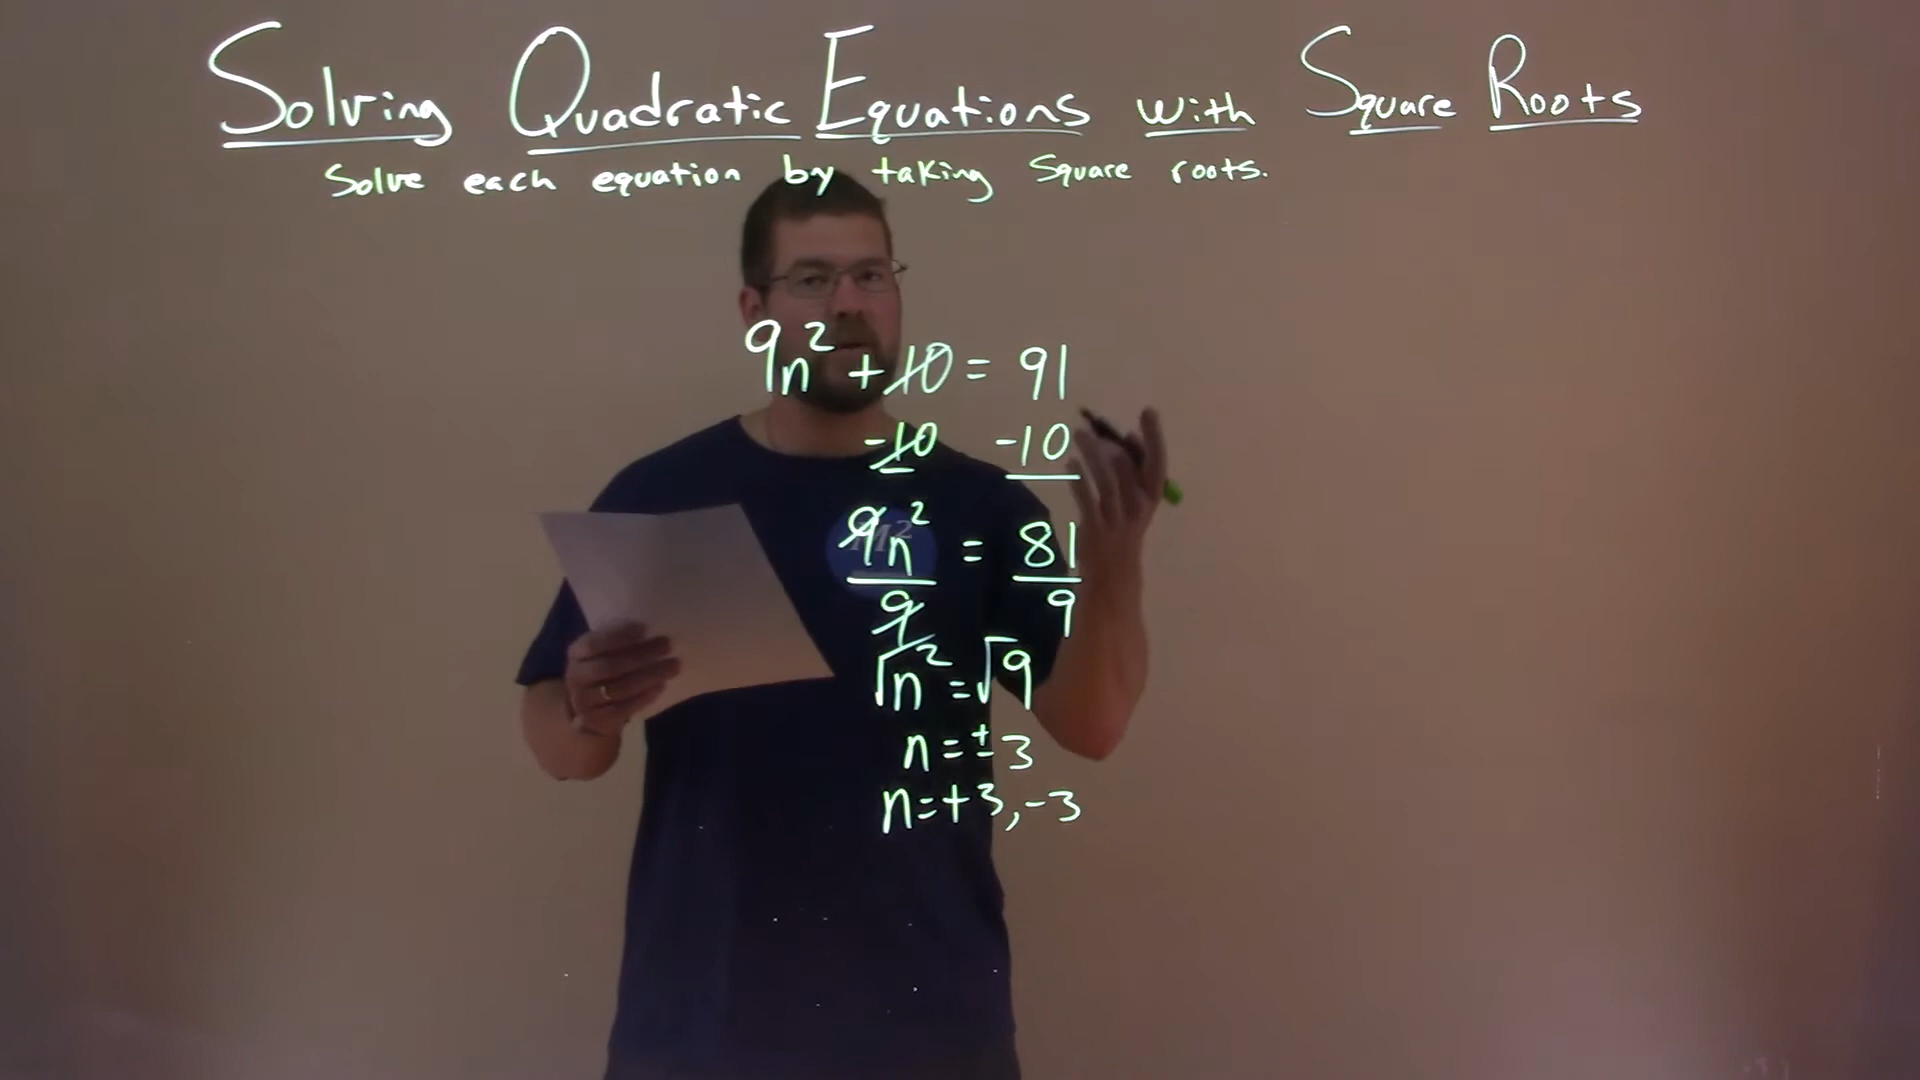 Solving Quadratic Equations with Square Roots
Solve each equation by taking square roots.
9n² + 10 = 91
-10 -10
9n² = 81
9 9
√n² = √9
n = ± 3
n = +3, -3
M²